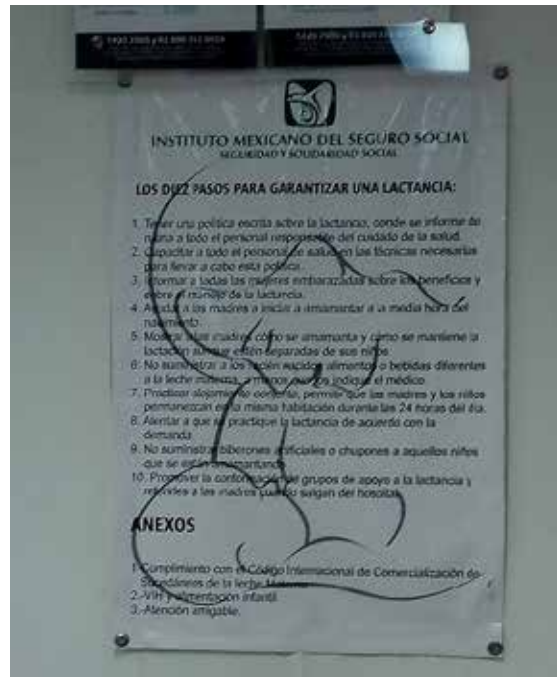 INSTITUTO MEXICANO DEL SEGURO SOCIAL
SEGURIDAD Y SOLIDARIDAD SOCIAL
LOS DIEZ PASOS PARA GARANTIZAR UNA LACTANCIA:
1. Tener una política escrita sobre la lactancia, donde se informe de
rutina a todo el personal responsable del cuidado de la salud.
2. Capacitar a todo el personal de salud en las técnicas necesarias
para llevar a cabo esta política.
3. Informar a todas las mujeres embarazadas sobre los beneficios y
sobre el manejo de la lactancia.
4. Ayudar a las madres a iniciar a amamantar a la media hora del
nacimiento.
5. Mostrar a las madres cómo se amamanta y cómo se mantiene la
lactación aunque estén separadas de sus niños
6. No suministrar a los recién nacidos alimentos o bebidas diferentes
a la leche materna, a menos que los indique el médico
7. Practicar alojamiento conjunto, permitir que las madres y los niños
permanezcan en la misma habitación durante las 24 horas del día.
8. Alentar a que se practique la lactancia de acuerdo con la
demanda
9. No suministrar biberones artificiales o chupones a aquellos niños
que se están amamantando
10. Promover la conformación de grupos de apoyo a la lactancia y
referirles a las madres cuando salgan del hospital
ANEXOS
1.-Cumplimiento con el Código Internacional de Comercialización de
Sucedáneos de la leche Materna
2.-VIH y alimentación infantil
3.-Atención amigable.